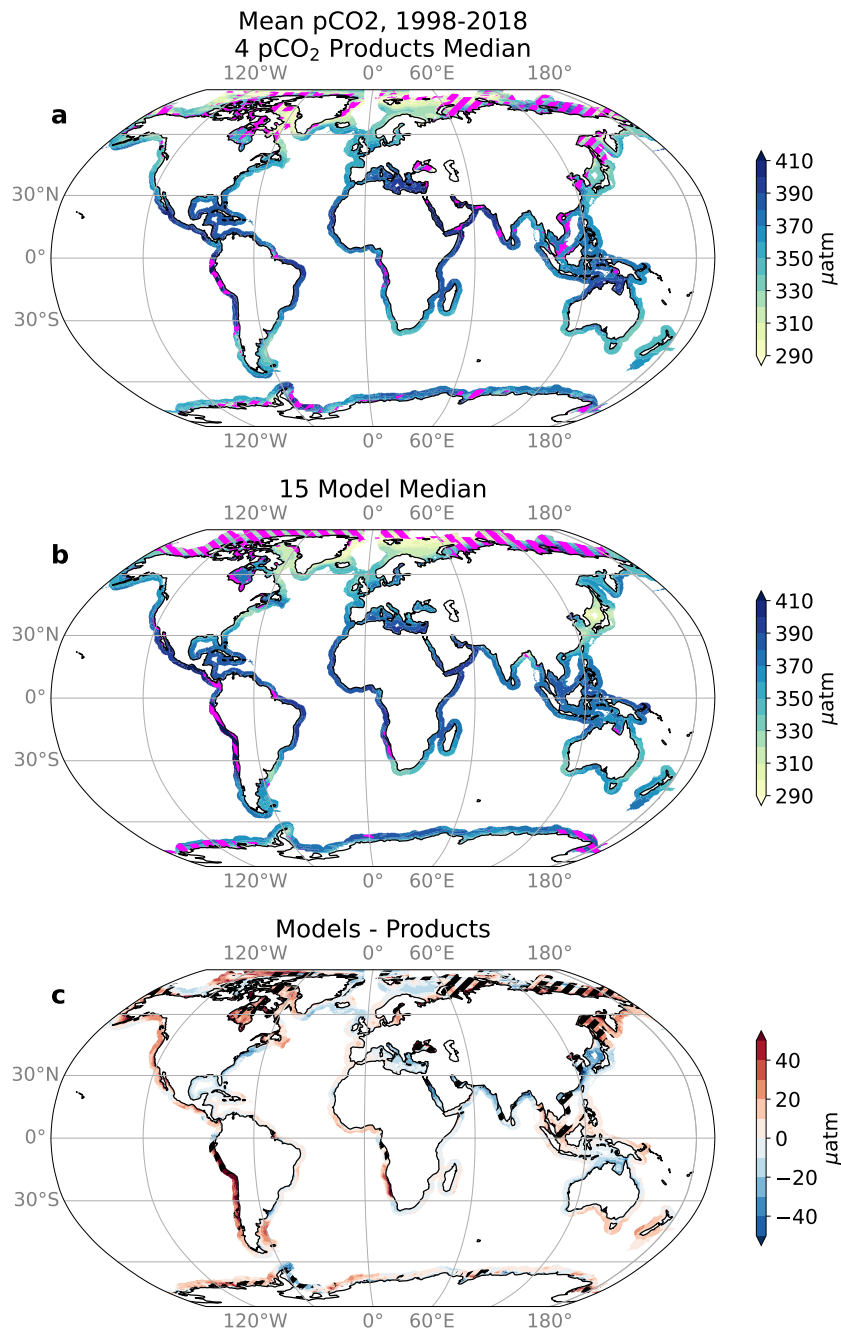 Mean pCO2, 1998-2018
4 pCO₂ Products Median
120°W 0° 60°E 180°
a
30°N
0°
30°S
120°W 0° 60°E 180°
410
390
370
350
330
310
290
μatm
15 Model Median
120°W 0° 60°E 180°
b
30°N
0°
30°S
120°W 0° 60°E 180°
410
390
370
350
330
310
290
μatm
Models - Products
120°W 0° 60°E 180°
c
30°N
0°
30°S
120°W 0° 60°E 180°
40
20
0
−20
−40
μatm